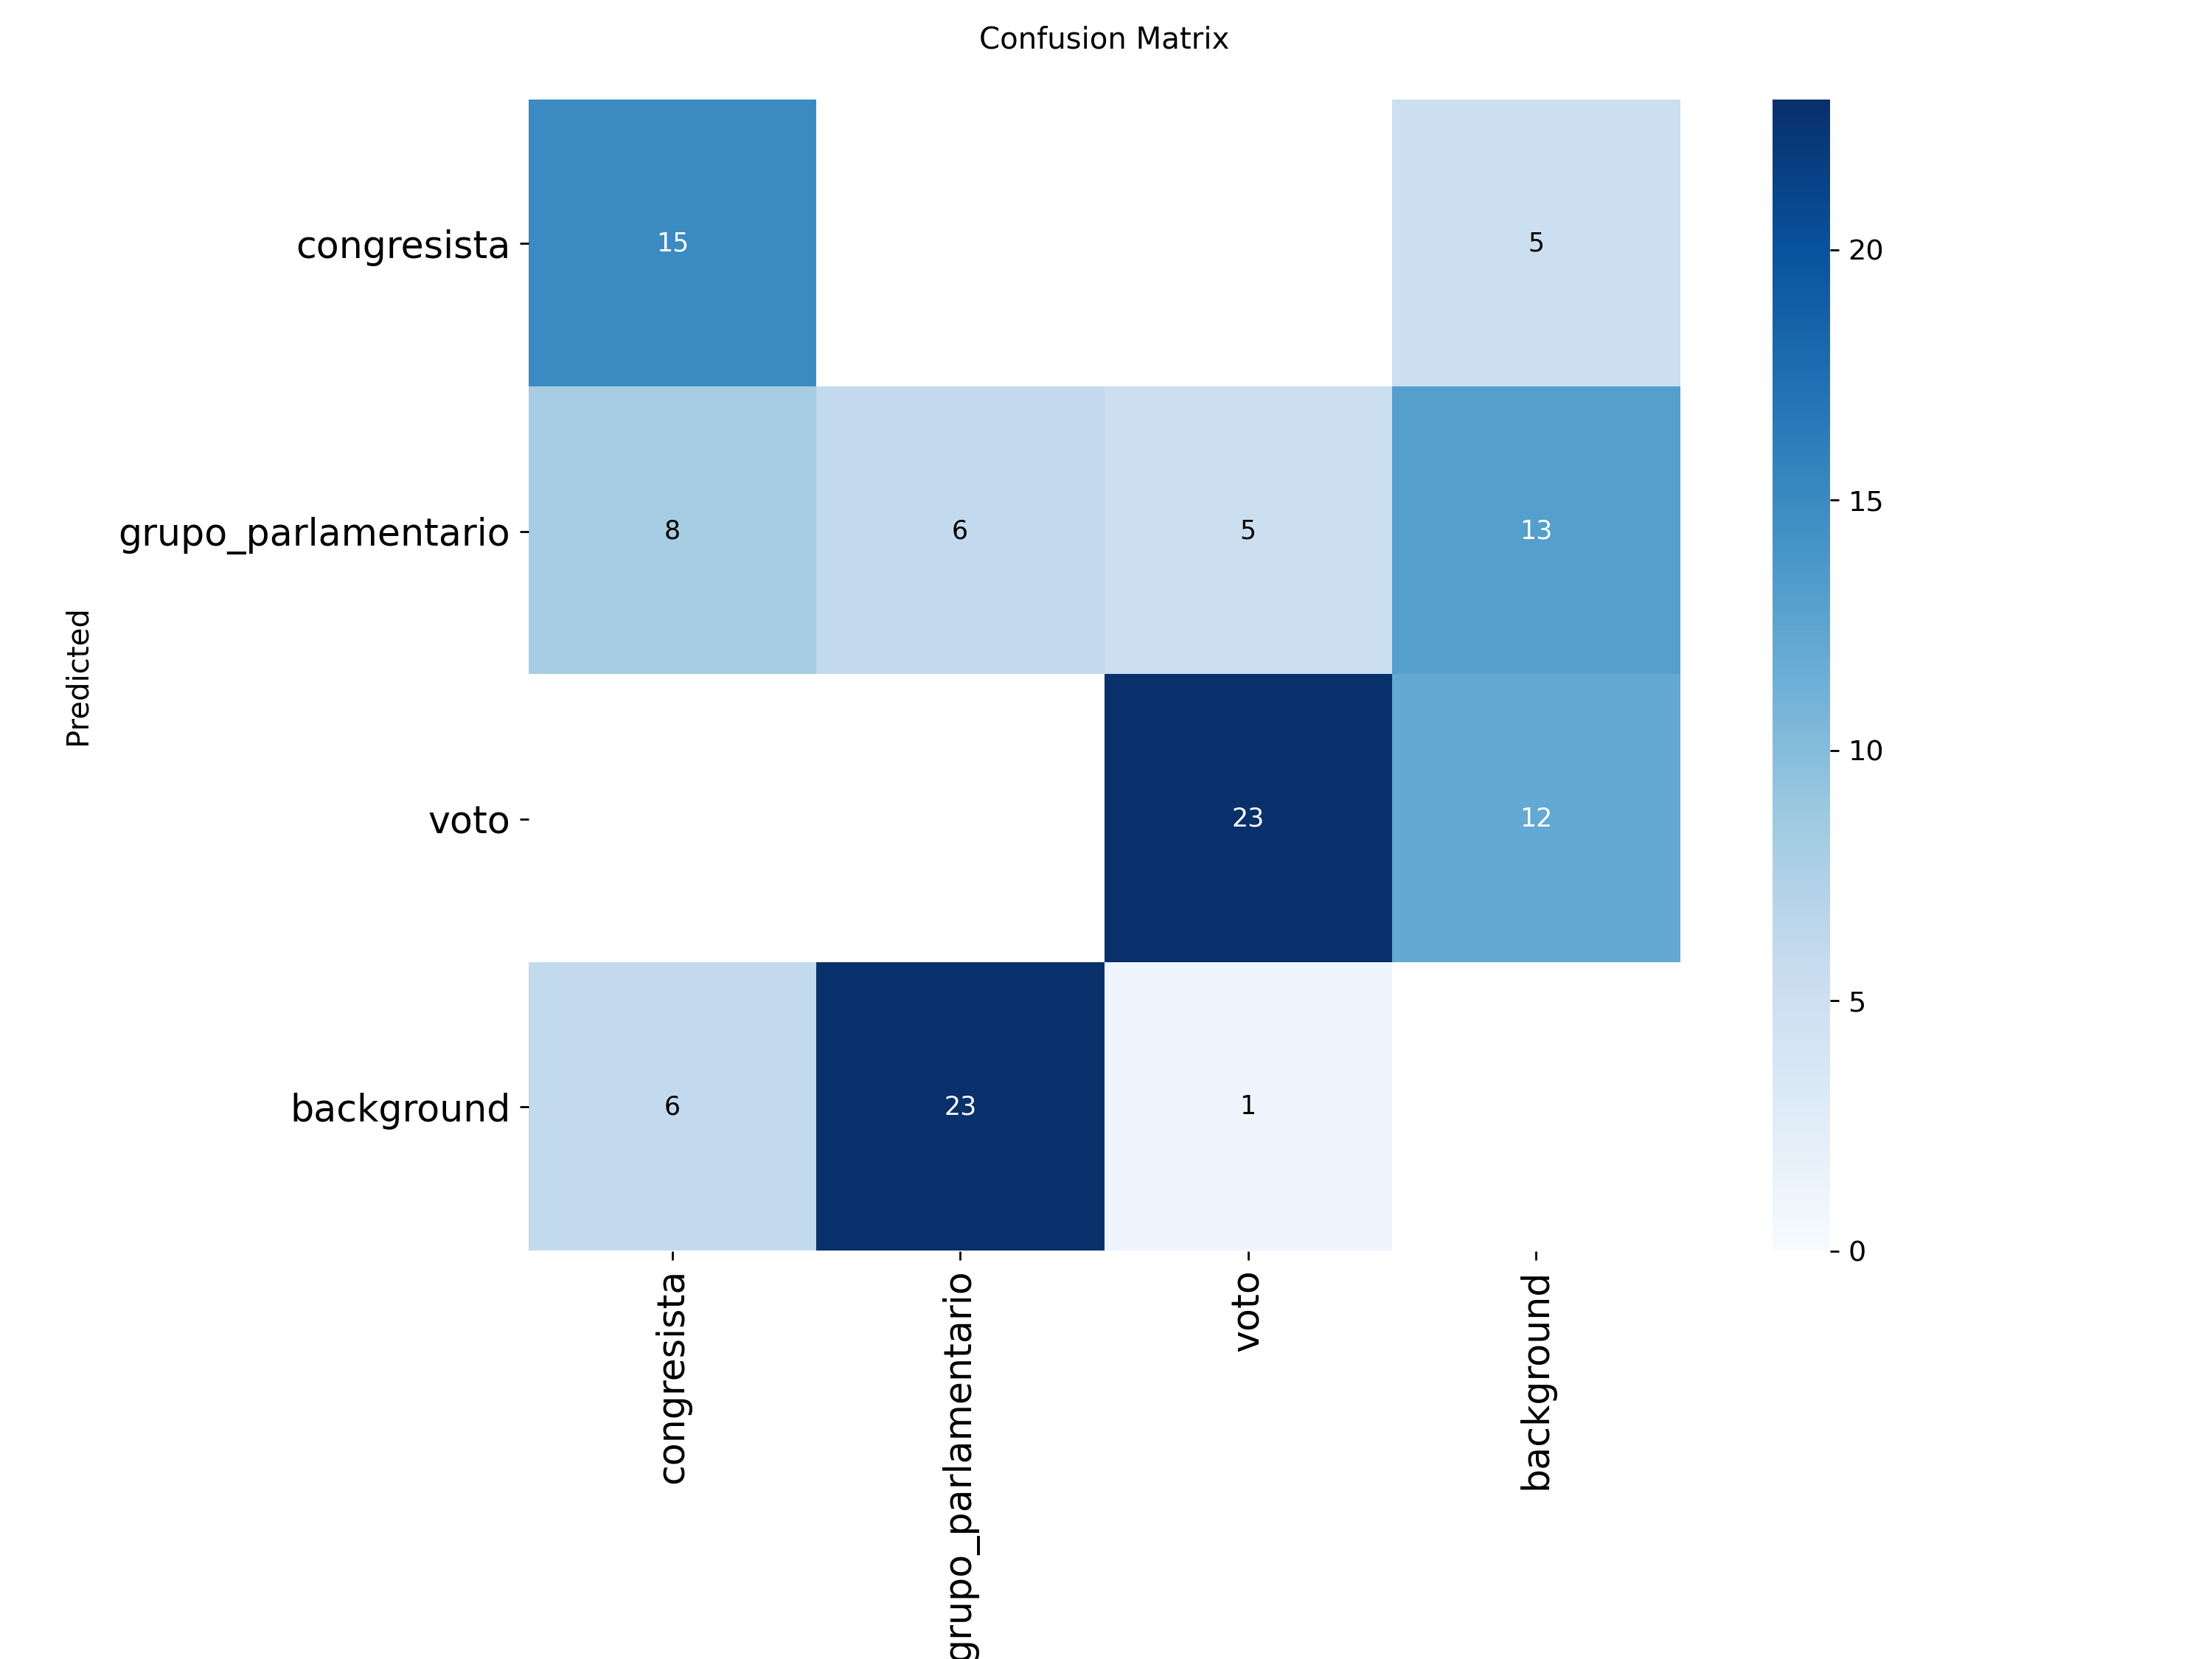 Confusion Matrix
congresista
15
5
20
15
grupo_parlamentario
8
6
5
13
Predicted
10
voto
23
12
5
background
6
23
1
0
congresista
grupo_parlamentario
voto
background